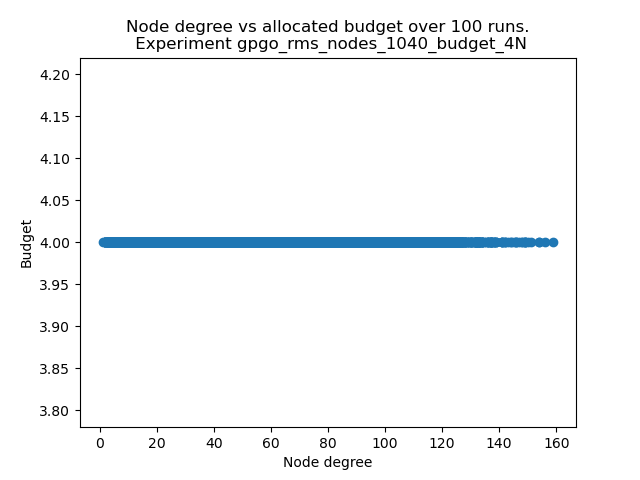 Node degree vs allocated budget over 100 runs.
Experiment gpgo_rms_nodes_1040_budget_4N
4.20
4.15
4.10
4.05
4.00
3.95
3.90
3.85
3.80
Budget
0 20 40 60 80 100 120 140 160
Node degree